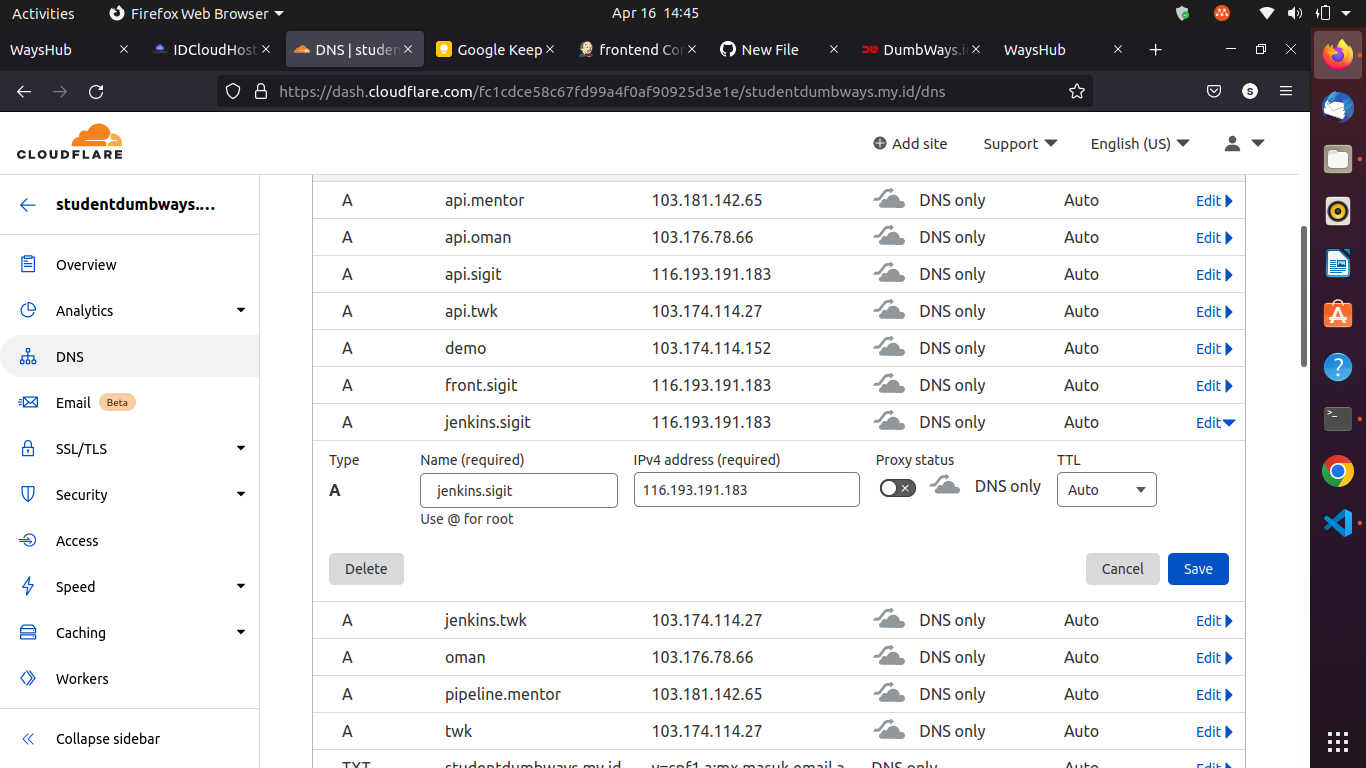 Activities Firefox Web Browser Apr 16 14:45
WaysHub IDCloudHost DNS | studen Google Keep frontend Con New File DumbWays.i WaysHub
https://dash.cloudflare.com/fc1cdce58c67fd99a4f0af90925d3e1e/studentdumbways.my.id/dns S
CLOUDFLARE Add site Support English (US)
studentdumbways....
Overview
Analytics
DNS
Email Beta
SSL/TLS
Security
Access
Speed
Caching
Workers
Collapse sidebar
A api.mentor 103.181.142.65 DNS only Auto Edit
A api.oman 103.176.78.66 DNS only Auto Edit
A api.sigit 116.193.191.183 DNS only Auto Edit
A api.twk 103.174.114.27 DNS only Auto Edit
A demo 103.174.114.152 DNS only Auto Edit
A front.sigit 116.193.191.183 DNS only Auto Edit
A jenkins.sigit 116.193.191.183 DNS only Auto Edit
Type Name (required) IPv4 address (required) Proxy status TTL
A jenkins.sigit 116.193.191.183 DNS only Auto
Use @ for root
Delete Cancel Save
A jenkins.twk 103.174.114.27 DNS only Auto Edit
A oman 103.176.78.66 DNS only Auto Edit
A pipeline.mentor 103.181.142.65 DNS only Auto Edit
A twk 103.174.114.27 DNS only Auto Edit
TXT studentdumbways.my.id v=spf1 a:mx.masuk.email a DNS only Auto Edit